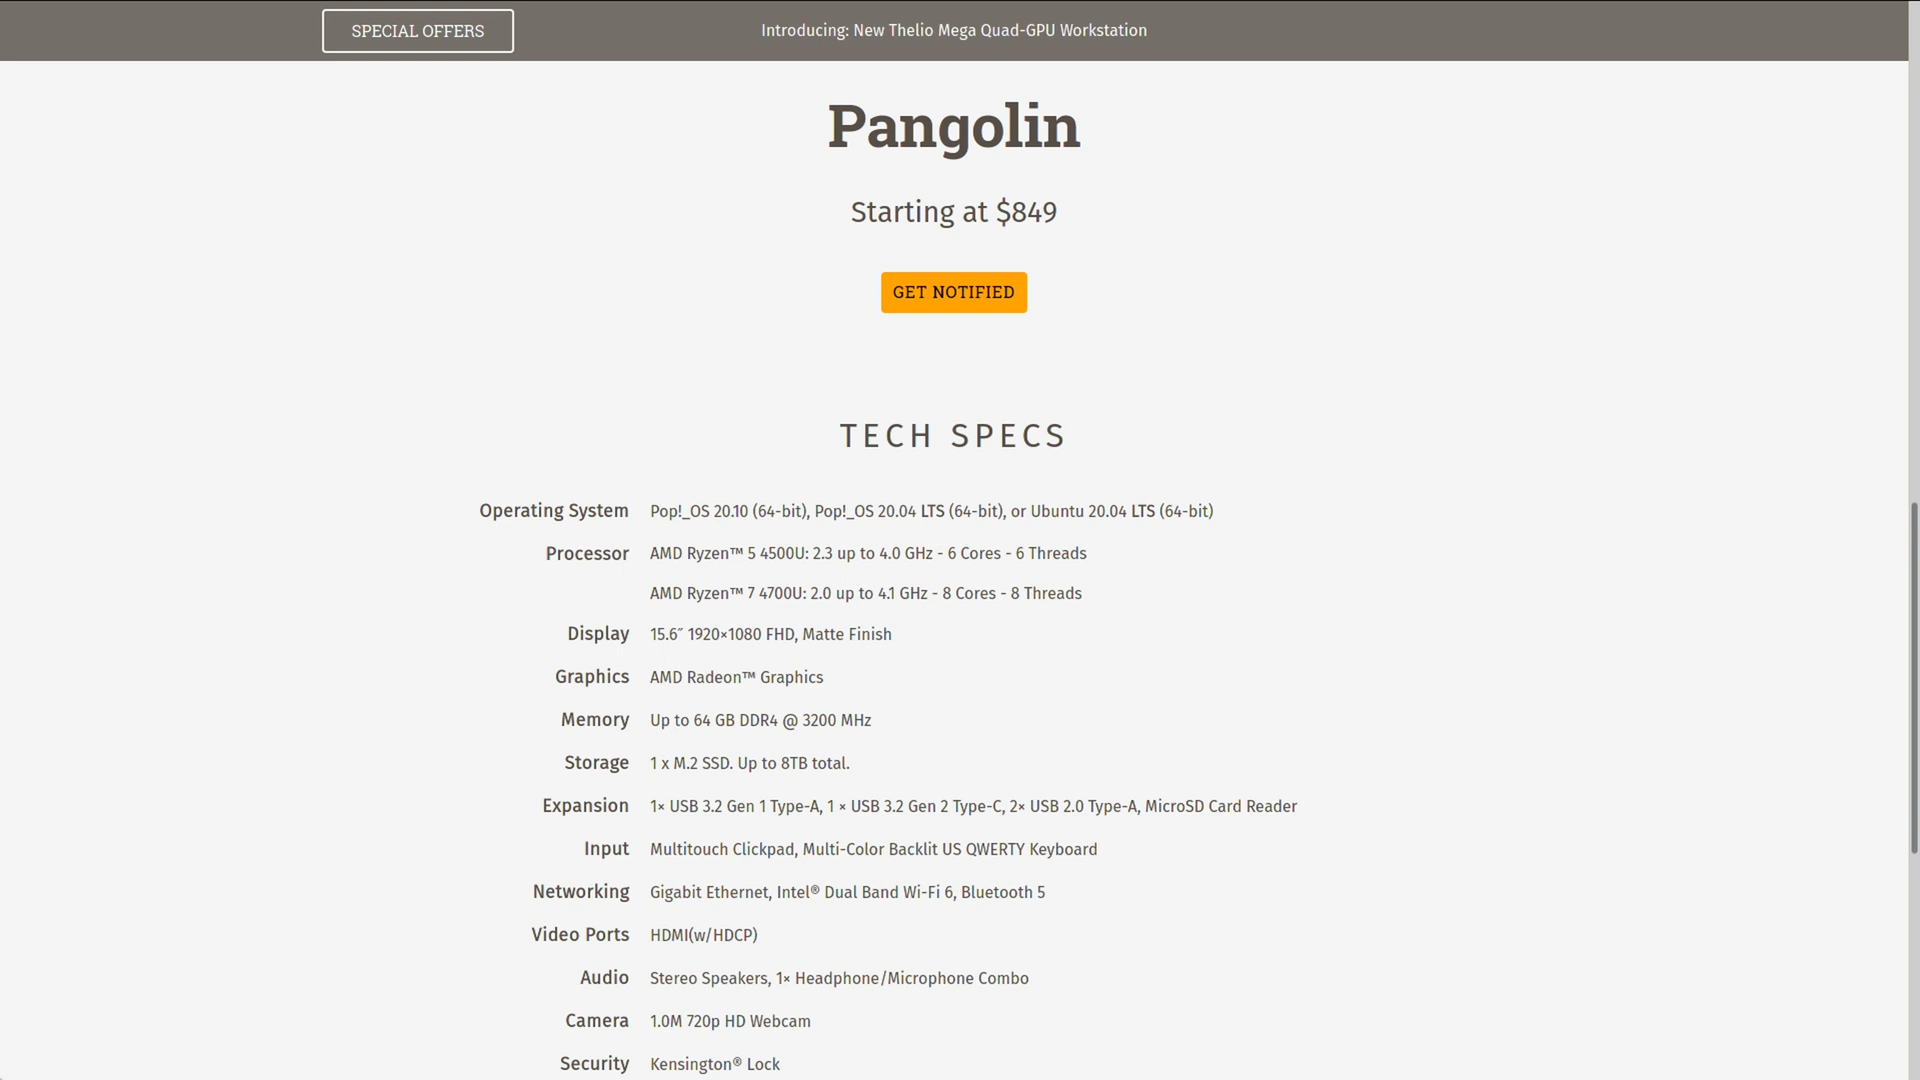 SPECIAL OFFERS
Introducing: New Thelio Mega Quad-GPU Workstation
Pangolin
Starting at $849
GET NOTIFIED
TECH SPECS
Operating System Pop!_OS 20.10 (64-bit), Pop!_OS 20.04 LTS (64-bit), or Ubuntu 20.04 LTS (64-bit)
Processor AMD Ryzen™ 5 4500U: 2.3 up to 4.0 GHz - 6 Cores - 6 Threads
AMD Ryzen™ 7 4700U: 2.0 up to 4.1 GHz - 8 Cores - 8 Threads
Display 15.6″ 1920×1080 FHD, Matte Finish
Graphics AMD Radeon™ Graphics
Memory Up to 64 GB DDR4 @ 3200 MHz
Storage 1 x M.2 SSD. Up to 8TB total.
Expansion 1× USB 3.2 Gen 1 Type-A, 1 × USB 3.2 Gen 2 Type-C, 2× USB 2.0 Type-A, MicroSD Card Reader
Input Multitouch Clickpad, Multi-Color Backlit US QWERTY Keyboard
Networking Gigabit Ethernet, Intel® Dual Band Wi-Fi 6, Bluetooth 5
Video Ports HDMI(w/HDCP)
Audio Stereo Speakers, 1× Headphone/Microphone Combo
Camera 1.0M 720p HD Webcam
Security Kensington® Lock